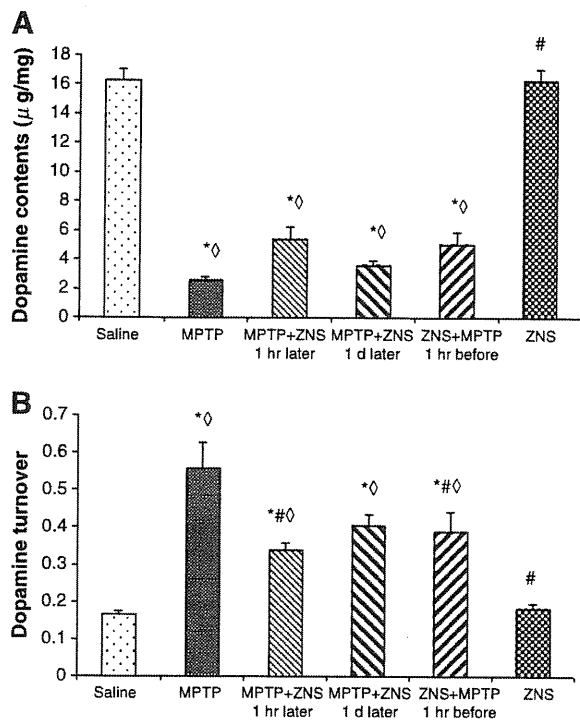 A
Dopamine contents (μ g/mg)
18
16
14
12
10
8
6
4
2
0
*◊
*◊
*◊
*◊
#
Saline
MPTP
MPTP+ZNS
1 hr later
MPTP+ZNS
1 d later
ZNS+MPTP
1 hr before
ZNS
B
Dopamine turnover
0.7
0.6
0.5
0.4
0.3
0.2
0.1
0
*◊
*#◊
*◊
*#◊
#
Saline
MPTP
MPTP+ZNS
1 hr later
MPTP+ZNS
1 d later
ZNS+MPTP
1 hr before
ZNS